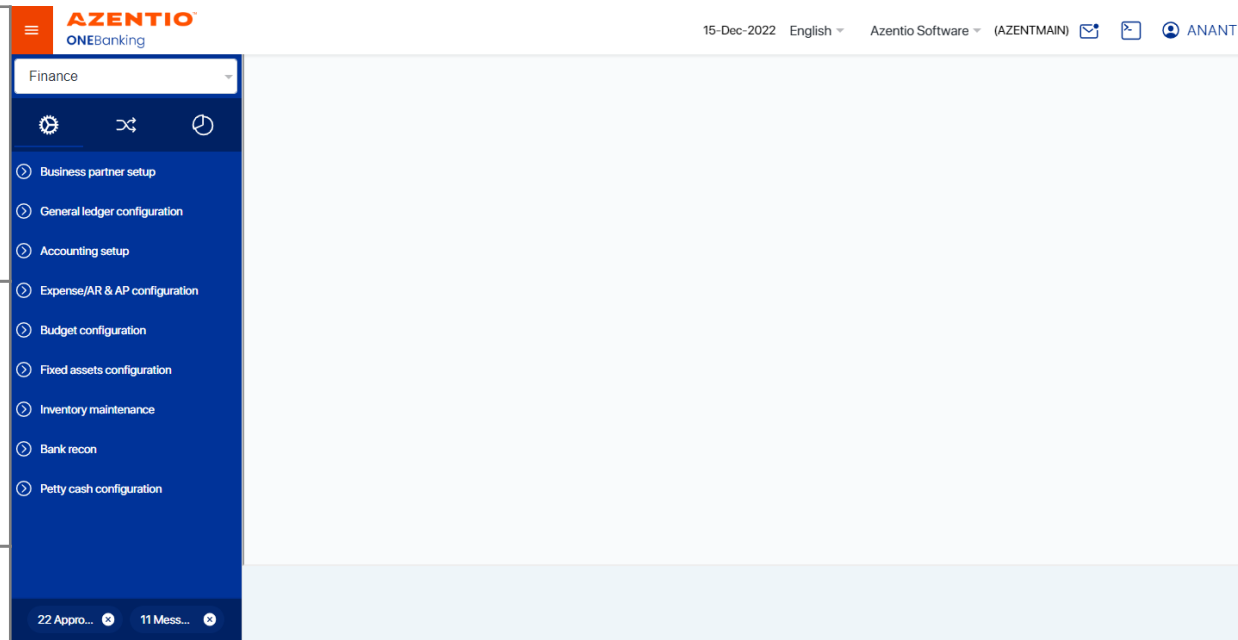 AZENTIO™
ONEBanking
15-Dec-2022 English Azentio Software (AZENTMAIN) ANANT
Finance
Business partner setup
General ledger configuration
Accounting setup
Expense/AR & AP configuration
Budget configuration
Fixed assets configuration
Inventory maintenance
Bank recon
Petty cash configuration
22 Appro... 11 Mess...